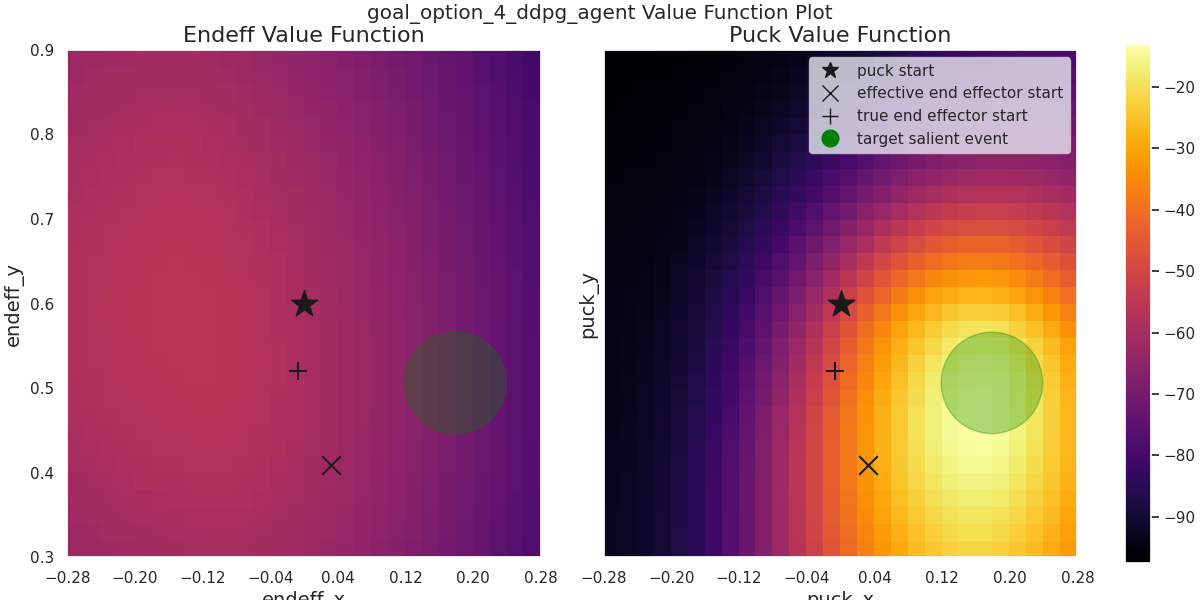 goal_option_4_ddpg_agent Value Function Plot
Endeff Value Function
Puck Value Function
0.9
0.8
0.7
0.6
0.5
0.4
0.3
endeff_y
−0.28 −0.20 −0.12 −0.04 0.04 0.12 0.20 0.28
endeff_x
puck start
effective end effector start
true end effector start
target salient event
puck_y
−0.28 −0.20 −0.12 −0.04 0.04 0.12 0.20 0.28
puck_x
−20
−30
−40
−50
−60
−70
−80
−90